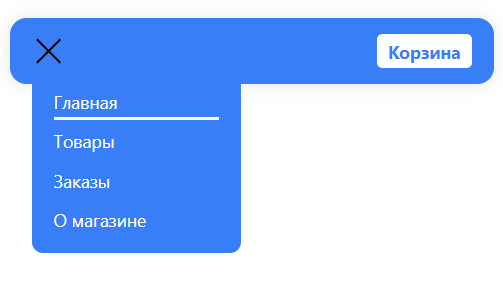 Корзина
Главная
Товары
Заказы
О магазине